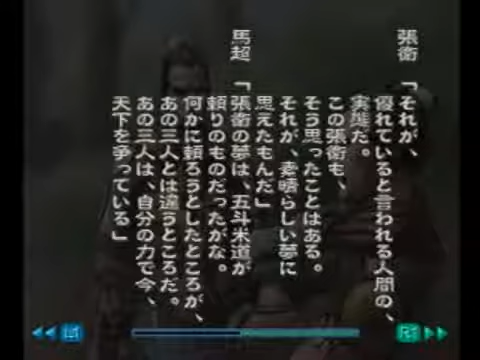 張衛「それが、
優れていると言われる人間の、
実態だ。
この張衛も、
そう思ったことはある。
それが、素晴らしい夢に
思えたもんだ」
馬超「張衛の夢は、五斗米道が
頼りのものだったがな。
何かに頼ろうとしたところが、
あの三人とは違うところだ。
あの三人は、自分の力で今、
天下を争っている」
L1
R1